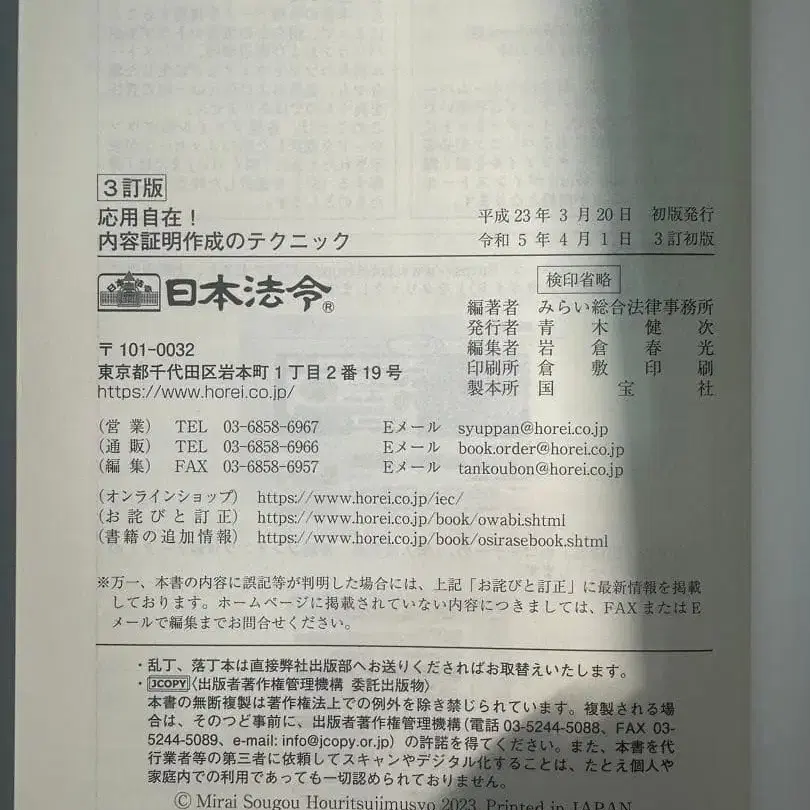 3訂版
応用自在！
内容証明作成のテクニック
平成23年3月20日　初版発行
令和5年4月1日　3訂初版
日本法令®
検印省略
〒101-0032
東京都千代田区岩本町1丁目2番19号
https://www.horei.co.jp/
編著者　みらい総合法律事務所
発行者　青木健次
編集者　岩倉春光
印刷所　倉敷印刷
製本所　国宝社
（営業）　TEL　03-6858-6967　Eメール　syuppan@horei.co.jp
（通販）　TEL　03-6858-6966　Eメール　book.order@horei.co.jp
（編集）　FAX　03-6858-6957　Eメール　tankoubon@horei.co.jp
（オンラインショップ）　https://www.horei.co.jp/iec/
（お詫びと訂正）　https://www.horei.co.jp/book/owabi.shtml
（書籍の追加情報）　https://www.horei.co.jp/book/osirasebook.shtml
※万一、本書の内容に誤記等が判明した場合には、上記「お詫びと訂正」に最新情報を掲載
しております。ホームページに掲載されていない内容につきましては、FAXまたはE
メールで編集までお問合せください。
・乱丁、落丁本は直接弊社出版部へお送りくださればお取替えいたします。
・JCOPY〈出版者著作権管理機構 委託出版物〉
本書の無断複製は著作権法上での例外を除き禁じられています。複製される場
合は、そのつど事前に、出版者著作権管理機構（電話 03-5244-5088、FAX 03-
5244-5089、e-mail: info@jcopy.or.jp）の許諾を得てください。また、本書を代
行業者等の第三者に依頼してスキャンやデジタル化することは、たとえ個人や
家庭内での利用であっても一切認められておりません。
© Mirai Sougou Houritsujimusyo 2023. Printed in JAPAN